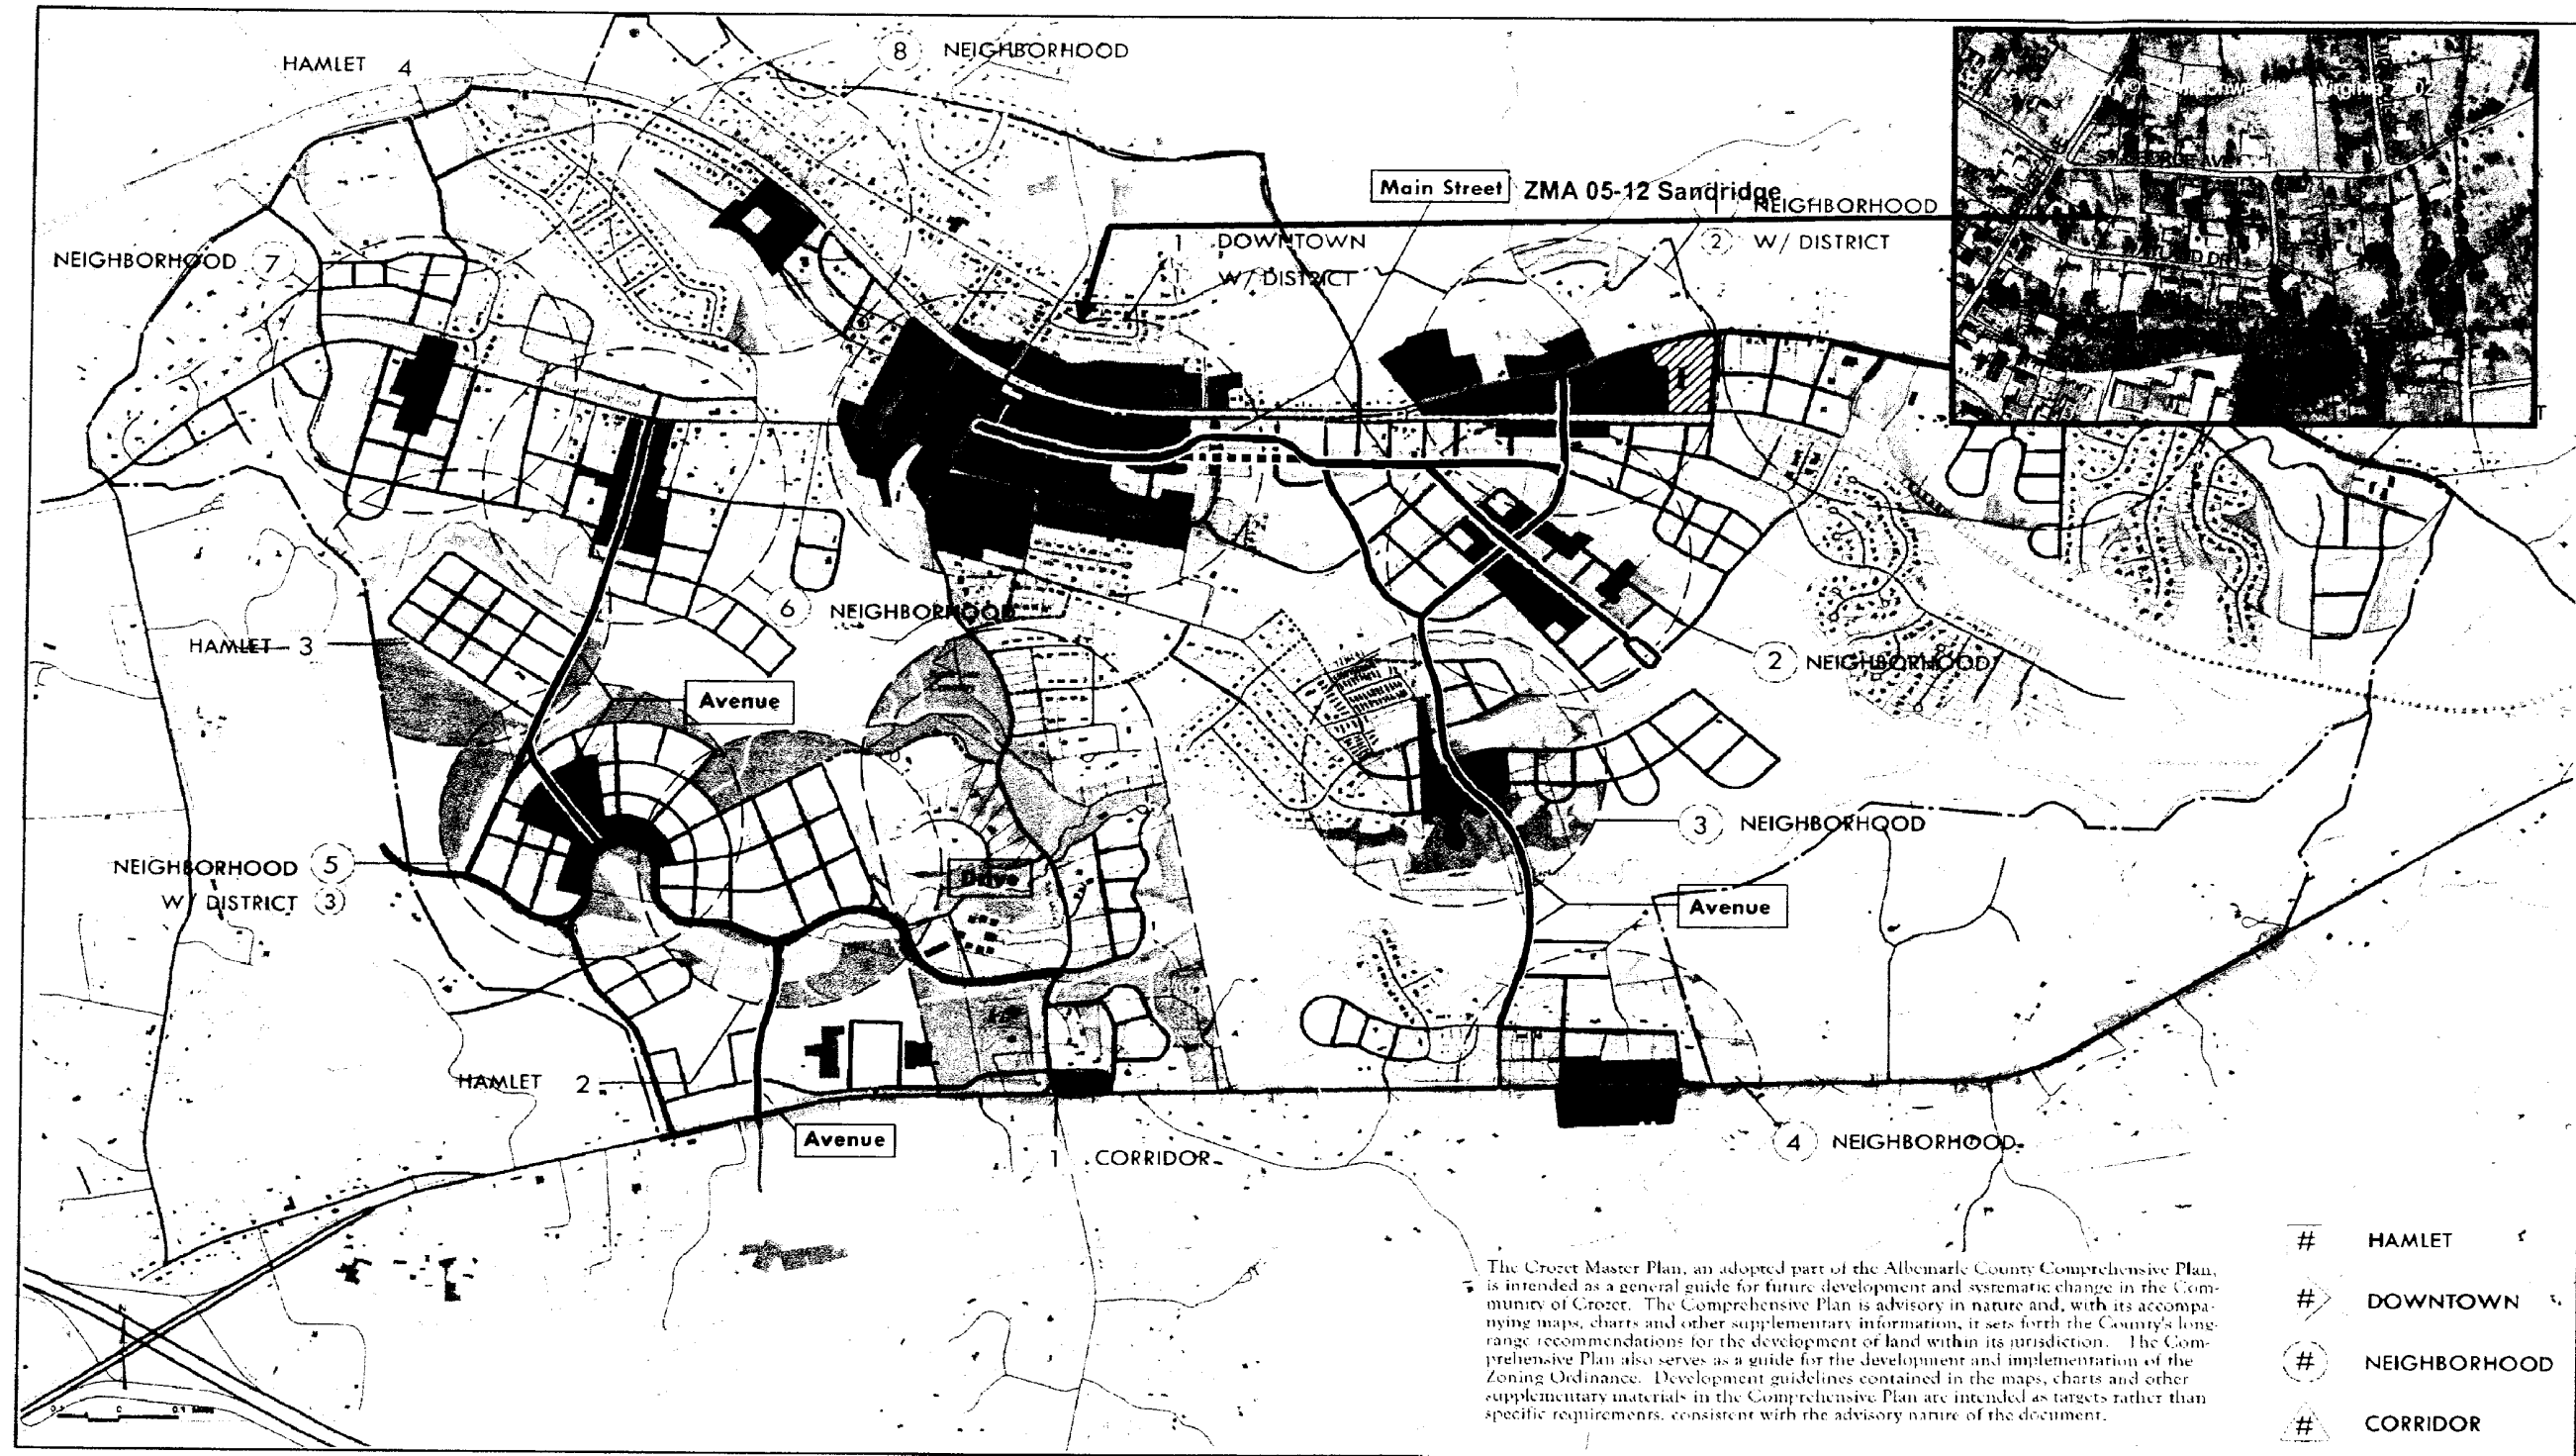 HAMLET 4
8 NEIGHBORHOOD
Main Street
ZMA 05-12 Sandridge
NEIGHBORHOOD
2 W/ DISTRICT
1 DOWNTOWN
1 W/ DISTRICT
NEIGHBORHOOD 7
6 NEIGHBORHOOD
HAMLET 3
2 NEIGHBORHOOD
Avenue
3 NEIGHBORHOOD
NEIGHBORHOOD 5
W/ DISTRICT 3
Drive
Avenue
HAMLET 2
Avenue
1 CORRIDOR
4 NEIGHBORHOOD
The Crozet Master Plan, an adopted part of the Albemarle County Comprehensive Plan,
is intended as a general guide for future development and systematic change in the Com-
munity of Crozet. The Comprehensive Plan is advisory in nature and, with its accompa-
nying maps, charts and other supplementary information, it sets forth the County's long-
range recommendations for the development of land within its jurisdiction. The Com-
prehensive Plan also serves as a guide for the development and implementation of the
Zoning Ordinance. Development guidelines contained in the maps, charts and other
supplementary materials in the Comprehensive Plan are intended as targets rather than
specific requirements, consistent with the advisory nature of the document.
# HAMLET
# DOWNTOWN
# NEIGHBORHOOD
# CORRIDOR